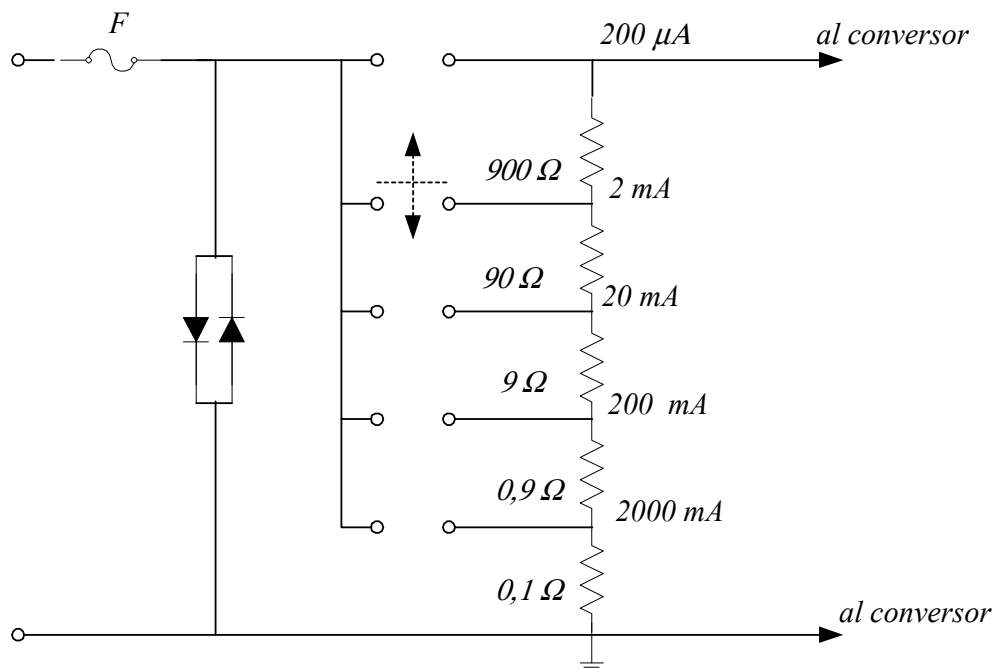 F
200 µA
al conversor
900 Ω
2 mA
90 Ω
20 mA
9 Ω
200 mA
0,9 Ω
2000 mA
0,1 Ω
al conversor